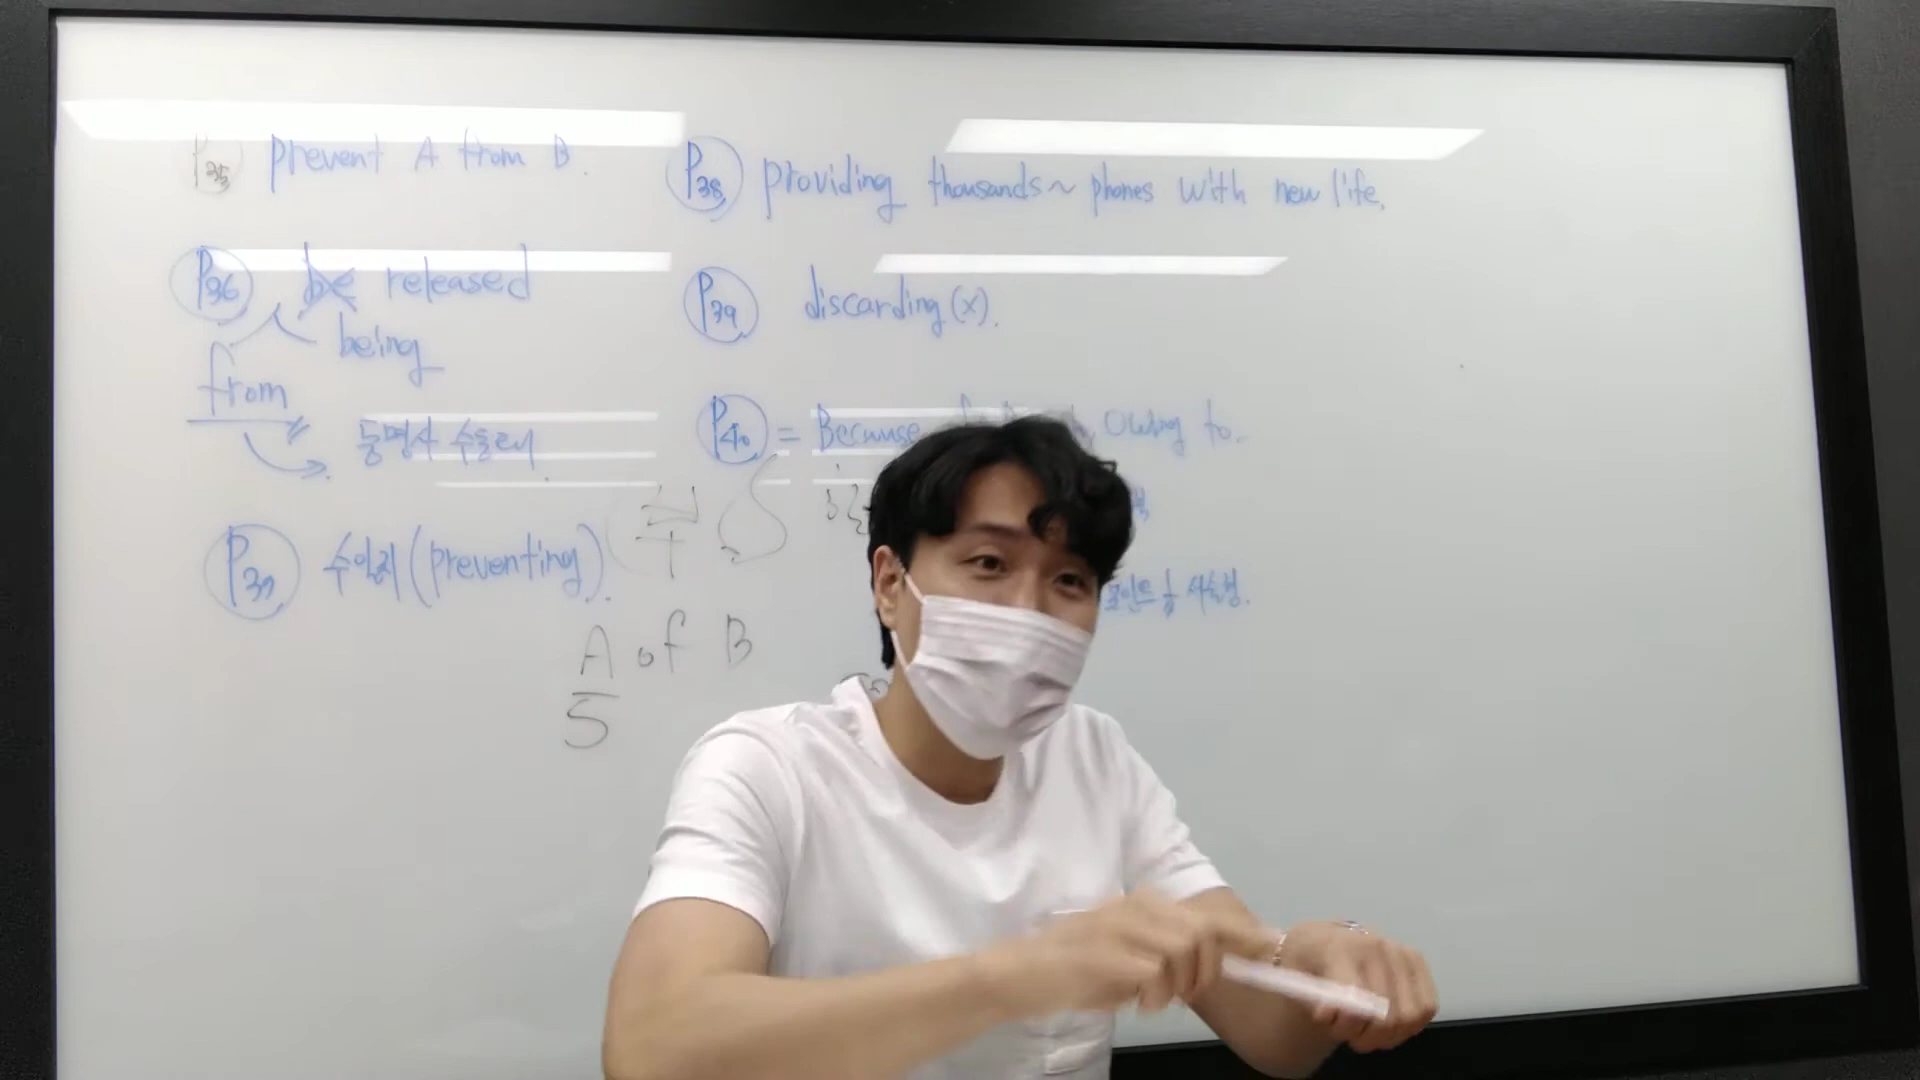 P35 prevent A from B.
P36 be released
being
from
동명사 수동태
P37 수일치 (preventing).
주
A of B
S
P38 providing thousands~ phones with new life.
P39 discarding (x).
P40 = Because owing to.